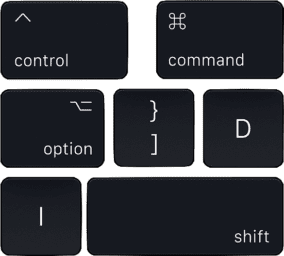 ⌃ ⌘
control command
⌥ }
option ] D
I shift